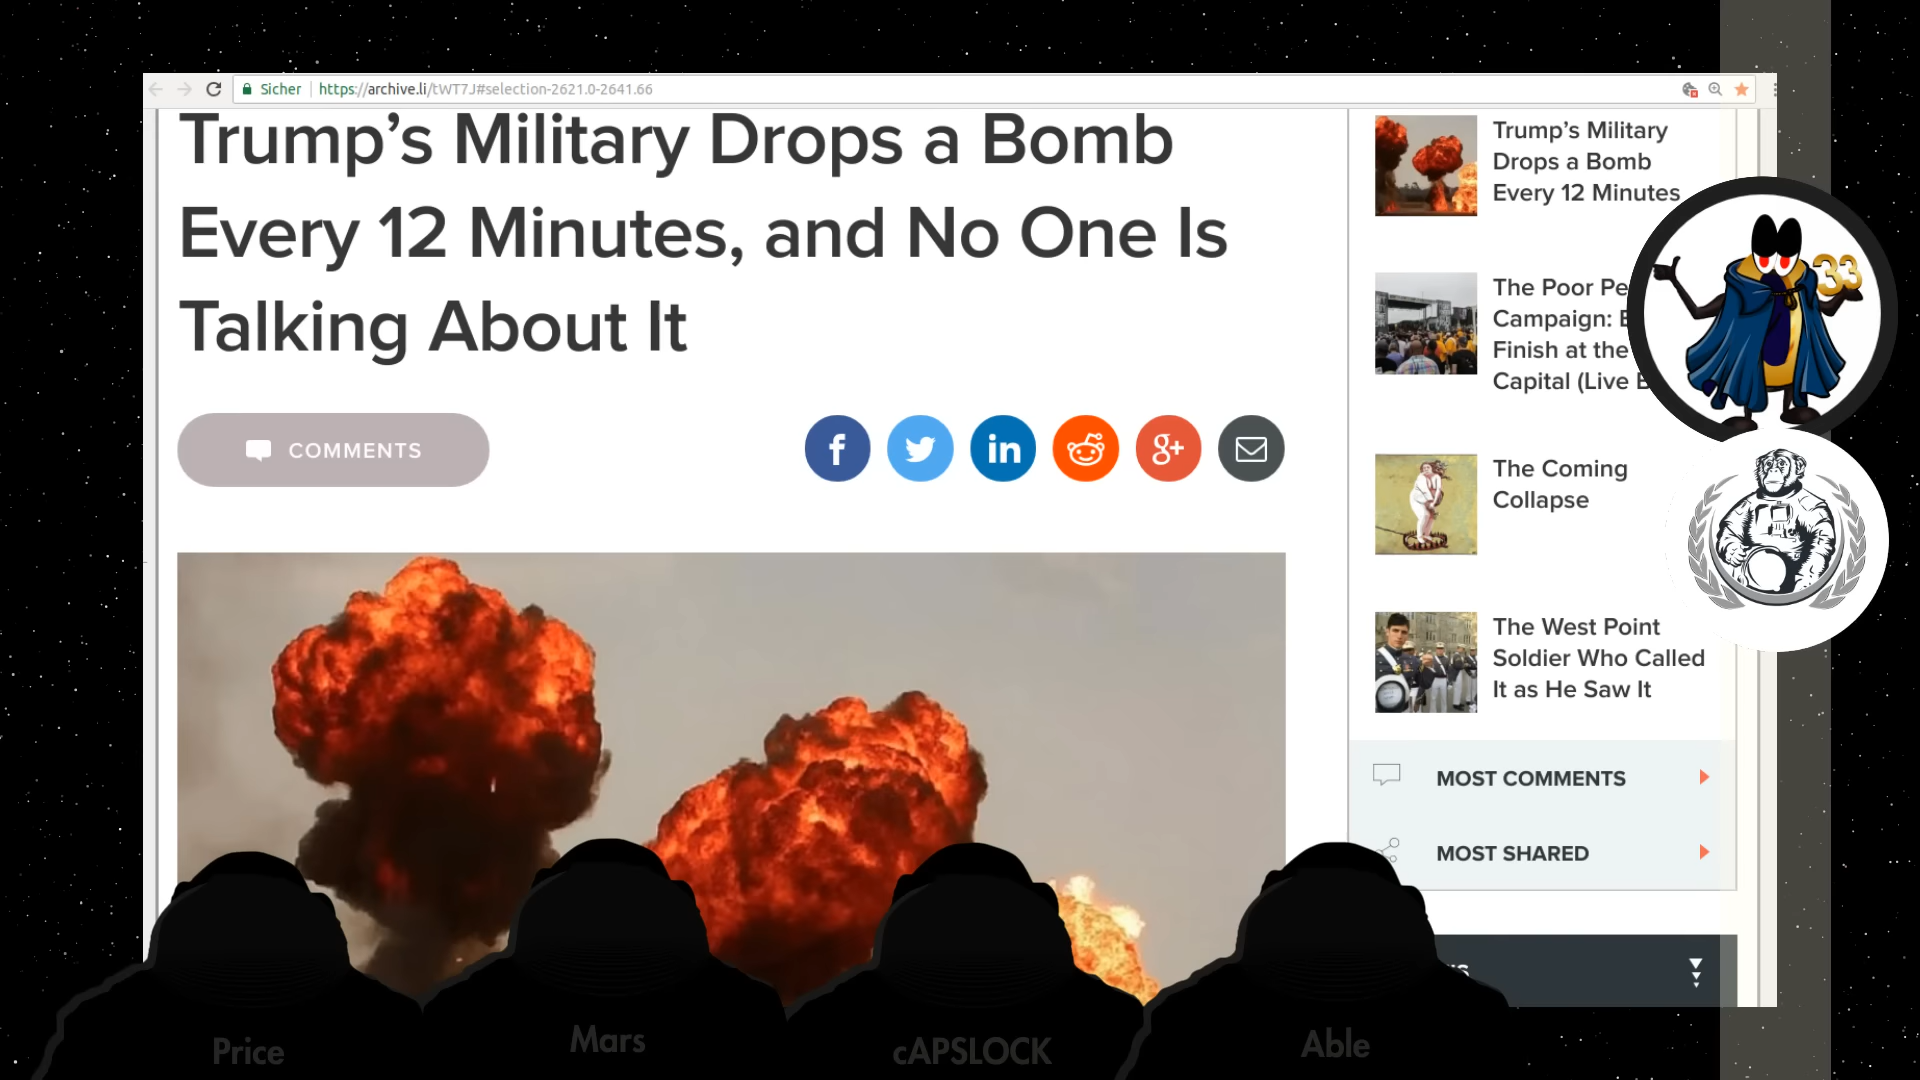 Sicher
https://archive.li/tWT7J#selection-2621.0-2641.66
Trump’s Military Drops a Bomb
Every 12 Minutes, and No One Is
Talking About It
COMMENTS
f
in
g+
Trump’s Military
Drops a Bomb
Every 12 Minutes
The Poor Pe
Campaign:
Finish at the
Capital (Live
33
The Coming
Collapse
The West Point
Soldier Who Called
It as He Saw It
MOST COMMENTS
MOST SHARED
Price
Mars
cAPSLOCK
Able